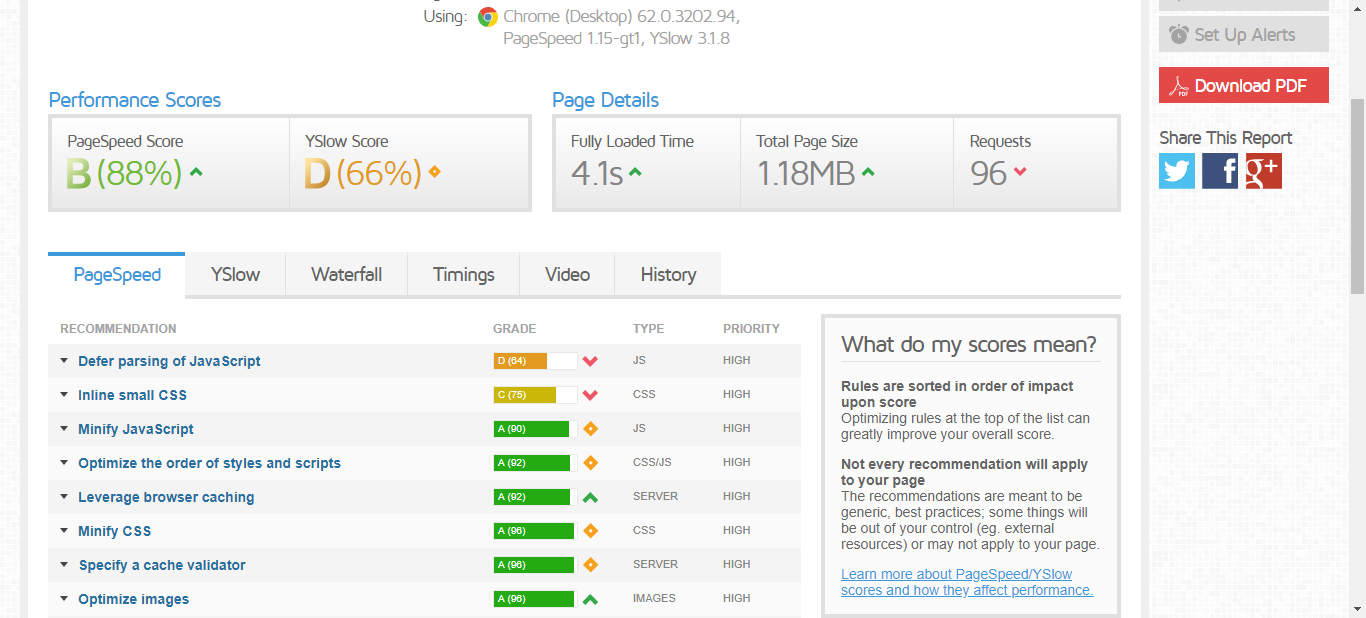 Using: Chrome (Desktop) 62.0.3202.94,
PageSpeed 1.15-gt1, YSlow 3.1.8
Set Up Alerts
Download PDF
Share This Report
Performance Scores
PageSpeed Score
B (88%)
YSlow Score
D (66%)
Page Details
Fully Loaded Time
4.1s
Total Page Size
1.18MB
Requests
96
PageSpeed
YSlow
Waterfall
Timings
Video
History
RECOMMENDATION GRADE TYPE PRIORITY
Defer parsing of JavaScript D (64) JS HIGH
Inline small CSS C (75) CSS HIGH
Minify JavaScript A (90) JS HIGH
Optimize the order of styles and scripts A (92) CSS/JS HIGH
Leverage browser caching A (92) SERVER HIGH
Minify CSS A (96) CSS HIGH
Specify a cache validator A (96) SERVER HIGH
Optimize images A (96) IMAGES HIGH
What do my scores mean?
Rules are sorted in order of impact
upon score
Optimizing rules at the top of the list can
greatly improve your overall score.
Not every recommendation will apply
to your page
The recommendations are meant to be
generic, best practices; some things will
be out of your control (eg. external
resources) or may not apply to your page.
Learn more about PageSpeed/YSlow
scores and how they affect performance.